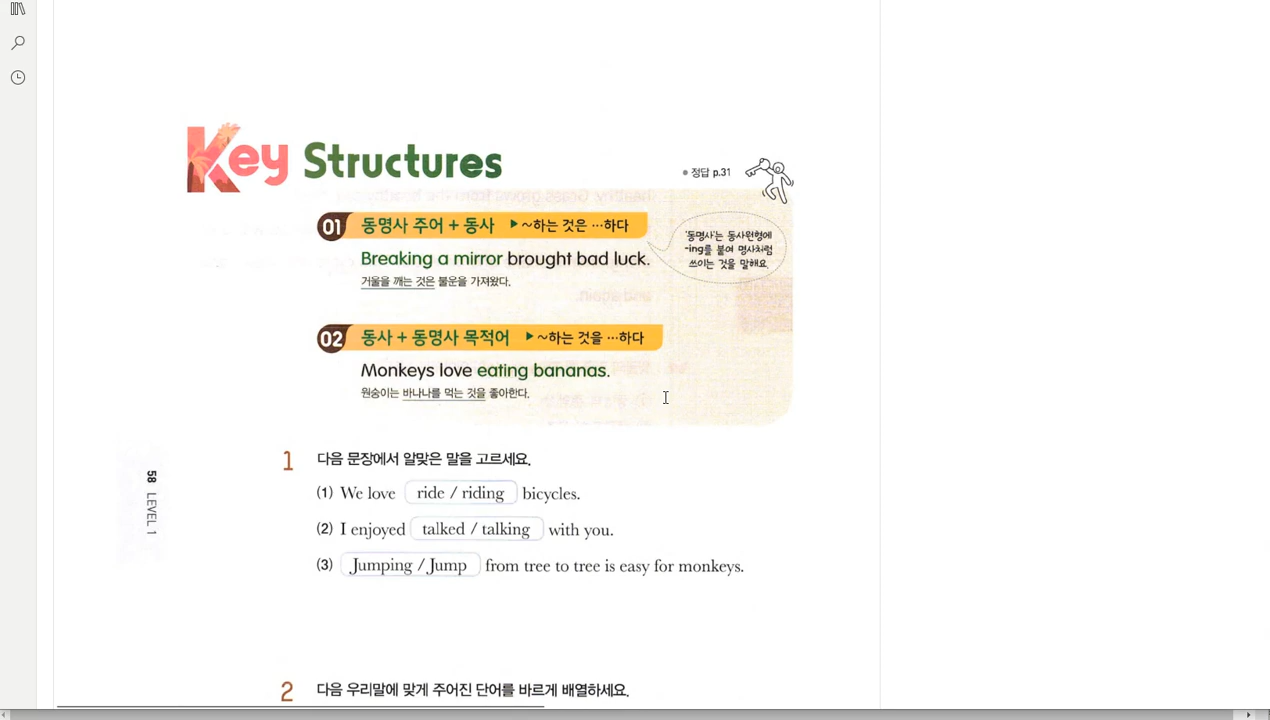 Key Structures
정답 p.31
01 동명사 주어 + 동사 ▶ ~하는 것은 …하다
Breaking a mirror brought bad luck.
거울을 깨는 것은 불운을 가져왔다.
'동명사'는 동사원형에
-ing를 붙여 명사처럼
쓰이는 것을 말해요.
02 동사 + 동명사 목적어 ▶ ~하는 것을 …하다
Monkeys love eating bananas.
원숭이는 바나나를 먹는 것을 좋아한다.
1 다음 문장에서 알맞은 말을 고르세요.
(1) We love ride / riding bicycles.
(2) I enjoyed talked / talking with you.
(3) Jumping / Jump from tree to tree is easy for monkeys.
58 LEVEL 1
2 다음 우리말에 맞게 주어진 단어를 바르게 배열하세요.